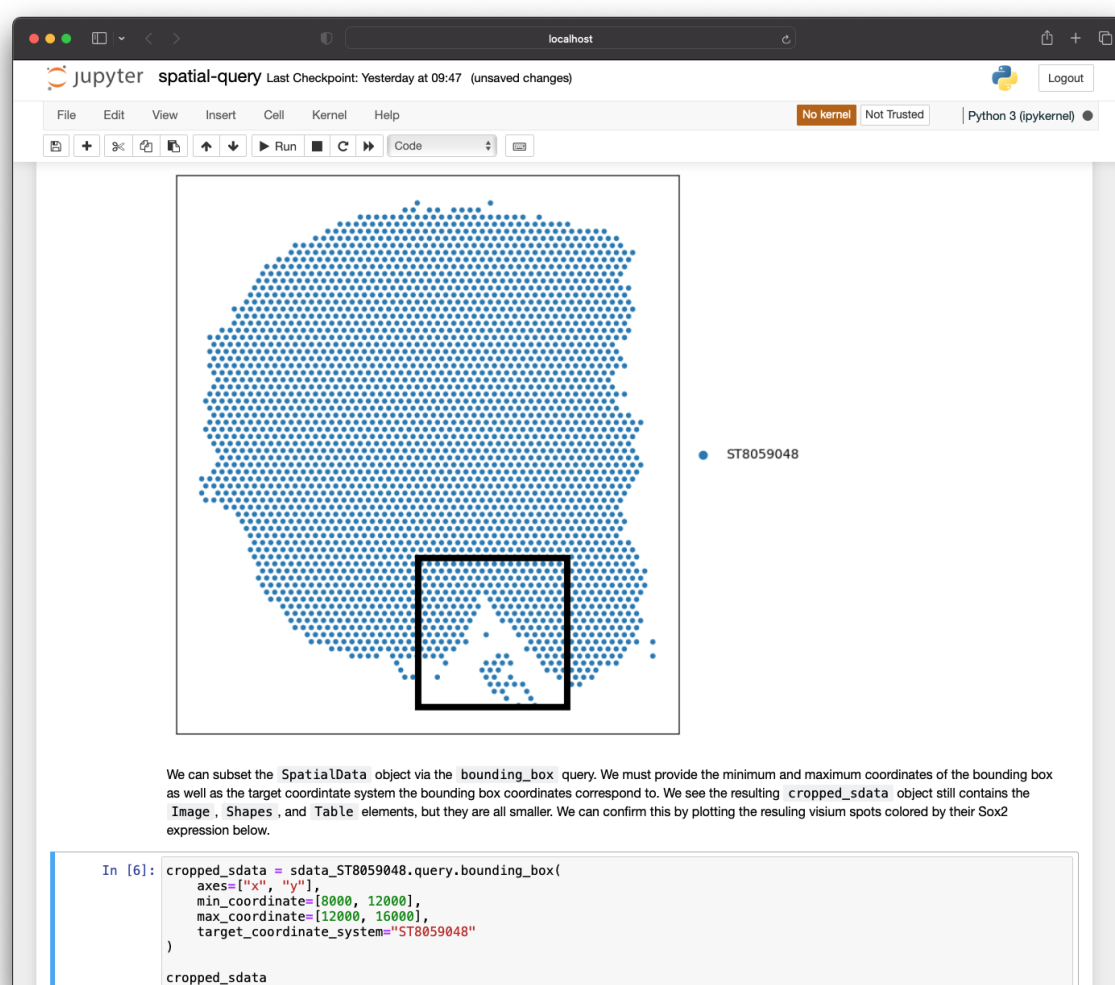 localhost
jupyter spatial-query Last Checkpoint: Yesterday at 09:47 (unsaved changes)
Logout
File Edit View Insert Cell Kernel Help
No kernel Not Trusted Python 3 (ipykernel)
Run Code
ST8059048
We can subset the SpatialData object via the bounding_box query. We must provide the minimum and maximum coordinates of the bounding box
as well as the target coordintate system the bounding box coordinates correspond to. We see the resulting cropped_sdata object still contains the
Image , Shapes , and Table elements, but they are all smaller. We can confirm this by plotting the resuling visium spots colored by their Sox2
expression below.
In [6]: cropped_sdata = sdata_ST8059048.query.bounding_box(
axes=["x", "y"],
min_coordinate=[8000, 12000],
max_coordinate=[12000, 16000],
target_coordinate_system="ST8059048"
)
cropped_sdata